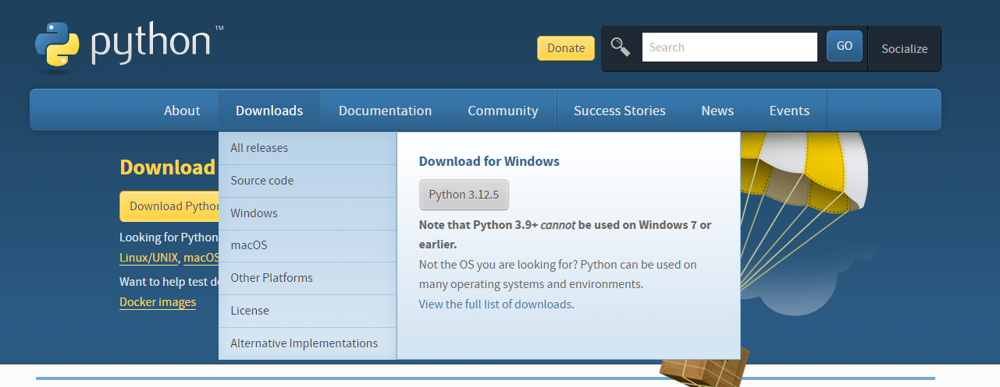 python™
Donate
Search
GO
Socialize
About Downloads Documentation Community Success Stories News Events
Download
Download Python
Looking for Python
Linux/UNIX, macOS
Want to help test
Docker images
All releases
Source code
Windows
macOS
Other Platforms
License
Alternative Implementations
Download for Windows
Python 3.12.5
Note that Python 3.9+ cannot be used on Windows 7 or
earlier.
Not the OS you are looking for? Python can be used on
many operating systems and environments.
View the full list of downloads.